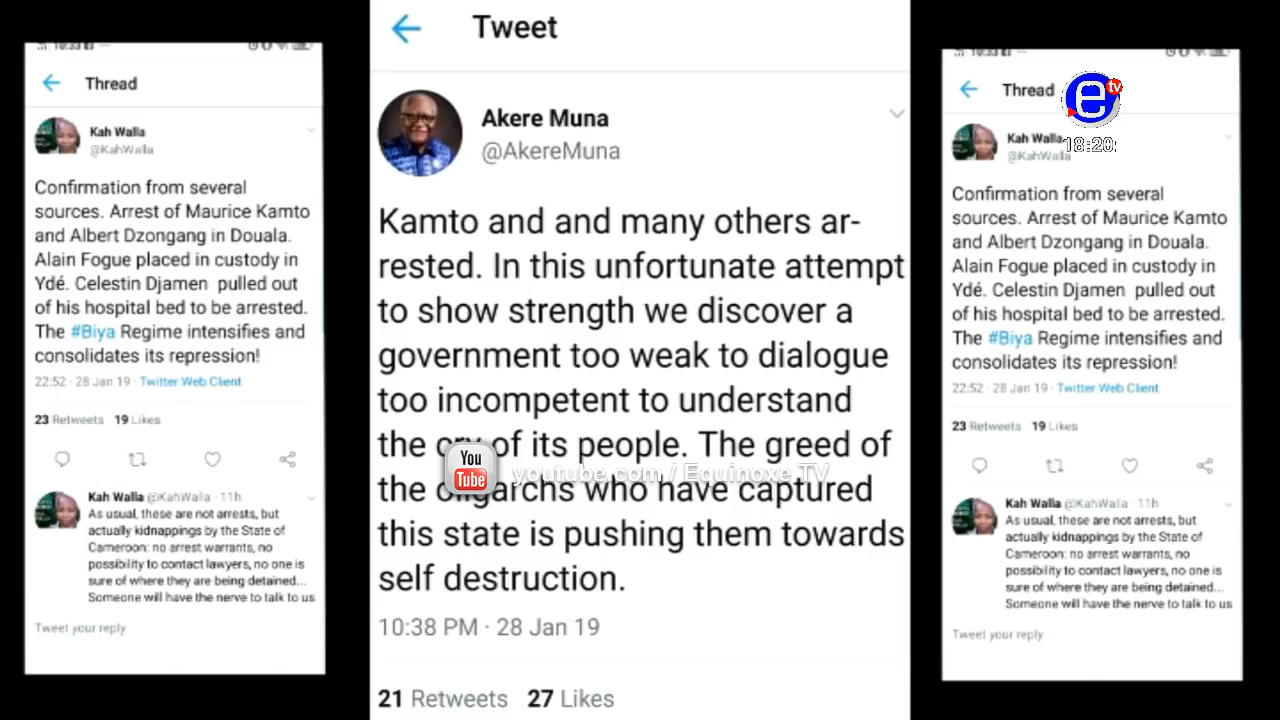 Thread
Kah Walla
@KahWalla
Confirmation from several
sources. Arrest of Maurice Kamto
and Albert Dzongang in Douala.
Alain Fogue placed in custody in
Ydé. Celestin Djamen pulled out
of his hospital bed to be arrested.
The #Biya Regime intensifies and
consolidates its repression!
22:52 · 28 Jan 19 · Twitter Web Client
23 Retweets 19 Likes
Kah Walla @KahWalla · 11h
As usual, these are not arrests, but
actually kidnappings by the State of
Cameroon: no arrest warrants, no
possibility to contact lawyers, no one is
sure of where they are being detained...
Someone will have the nerve to talk to us
Tweet your reply
Tweet
Akere Muna
@AkereMuna
Kamto and and many others ar-
rested. In this unfortunate attempt
to show strength we discover a
government too weak to dialogue
too incompetent to understand
the cry of its people. The greed of
the oligarchs who have captured
this state is pushing them towards
self destruction.
10:38 PM · 28 Jan 19
21 Retweets 27 Likes
You
Tube
youtube.com / Equinoxe TV
Thread
Kah Walla
@KahWalla
Confirmation from several
sources. Arrest of Maurice Kamto
and Albert Dzongang in Douala.
Alain Fogue placed in custody in
Ydé. Celestin Djamen pulled out
of his hospital bed to be arrested.
The #Biya Regime intensifies and
consolidates its repression!
22:52 · 28 Jan 19 · Twitter Web Client
23 Retweets 19 Likes
Kah Walla @KahWalla · 11h
As usual, these are not arrests, but
actually kidnappings by the State of
Cameroon: no arrest warrants, no
possibility to contact lawyers, no one is
sure of where they are being detained...
Someone will have the nerve to talk to us
Tweet your reply
e tv
18:20